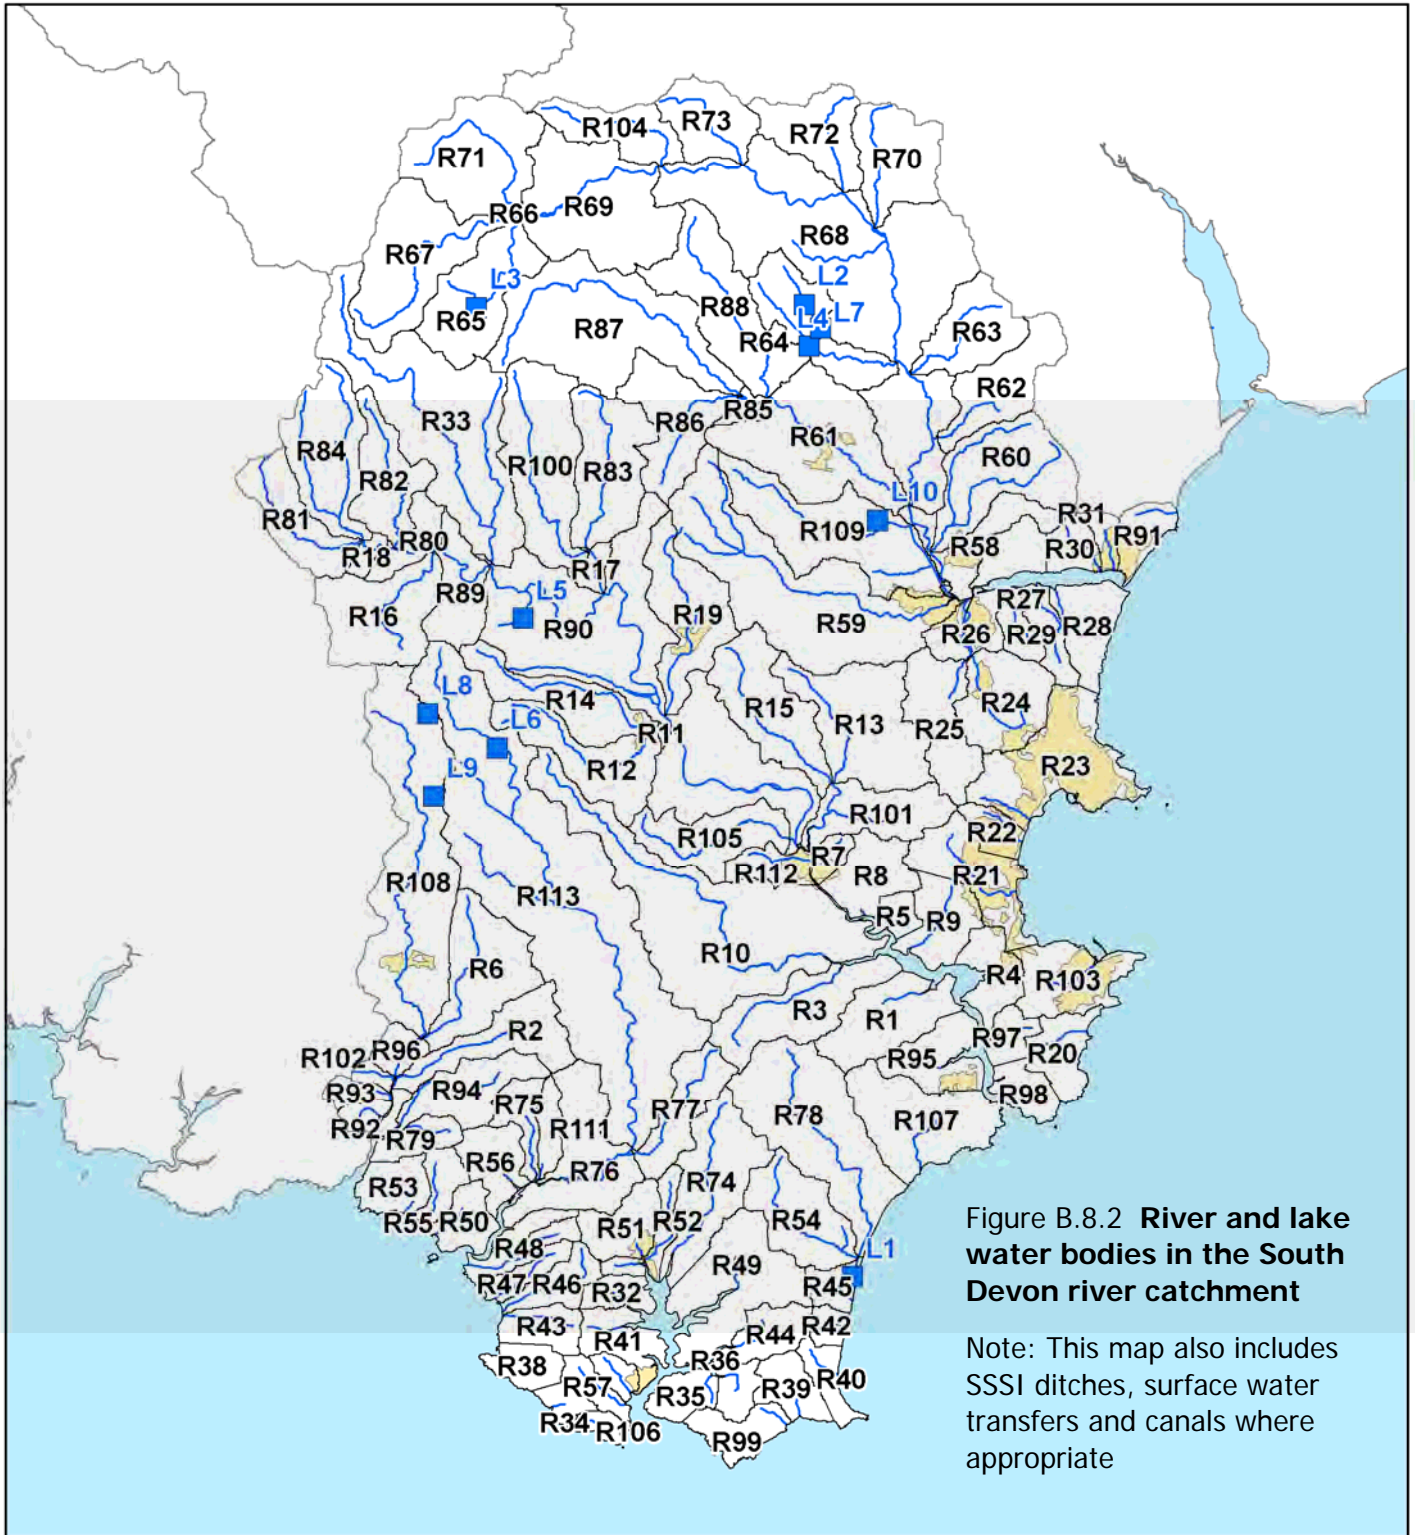 R104
R73
R72
R71
R70
R66
R69
R68
R67
L3
L2
R65
R88
L4
L7
R87
R64
R63
R62
R85
R33
R86
R61
R84
R82
R100
R83
R60
L10
R81
R109
R31
R18
R80
R58
R30
R91
R17
R89
L5
R16
R90
R19
R59
R27
R26
R29
R28
L8
R14
L6
R15
R13
R24
R11
R25
L9
R12
R23
R105
R101
R22
R7
R108
R113
R112
R8
R21
R5
R9
R10
R6
R4
R103
R3
R1
R2
R97
R102
R96
R95
R20
R93
R94
R75
R98
R92
R79
R111
R77
R78
R107
R56
R76
R53
R74
R55
R50
R51
R52
R54
R48
R49
L1
R47
R46
R32
R45
R43
R41
R44
R42
R38
R36
R57
R35
R39
R40
R34
R106
R99
Figure B.8.2 River and lake
water bodies in the South
Devon river catchment
Note: This map also includes
SSSI ditches, surface water
transfers and canals where
appropriate